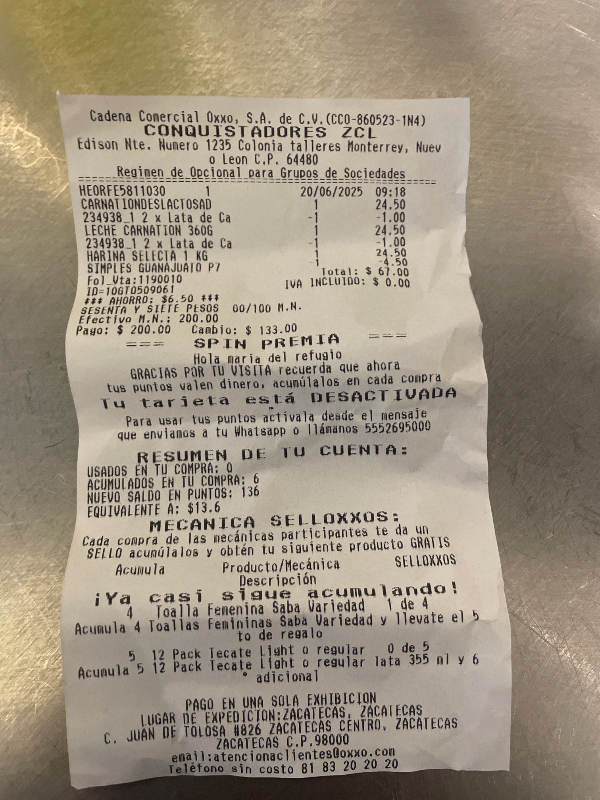 Cadena Comercial Oxxo, S.A. de C.V.(CCO-860523-1N4)
CONQUISTADORES ZCL
Edison Nte. Numero 1235 Colonia talleres Monterrey, Nuev
o Leon C.P. 64480
Regimen de Opcional para Grupos de Sociedades
HEORFE5811030 1 20/06/2025 09:18
CARNATIONDESLACTOSAD 1 24.50
234938_1 2 x Lata de Ca -1 -1.00
LECHE CARNATION 360G 1 24.50
234938_1 2 x Lata de Ca -1 -1.00
HARINA SELECTA 1 KG 1 24.50
SIMPLES GUANAJUATO P7 -1 -4.50
Total: $ 67.00
Fol_Vta:1190010 IVA INCLUIDO: $ 0.00
ID=10GTO509061
*** AHORRO: $6.50 ***
SESENTA Y SIETE PESOS 00/100 M.N.
Efectivo M.N.: 200.00
Pago: $ 200.00 Cambio: $ 133.00
=== SPIN PREMIA ===
Hola maria del refugio
GRACIAS POR TU VISITA recuerda que ahora
tus puntos valen dinero, acumúlalos en cada compra
Tu tarjeta está DESACTIVADA
Para usar tus puntos activala desde el mensaje
que enviamos a tu Whatsapp o llámanos 5552695000
RESUMEN DE TU CUENTA:
USADOS EN TU COMPRA: 0
ACUMULADOS EN TU COMPRA: 6
NUEVO SALDO EN PUNTOS: 136
EQUIVALENTE A: $13.6
MECANICA SELLOXXOS:
Cada compra de las mecánicas participantes te da un
SELLO acumúlalos y obtén tu siguiente producto GRATIS
Acumula Producto/Mecánica SELLOXXOS
Descripción
¡Ya casi sigue acumulando!
4 Toalla Femenina Saba Variedad 1 de 4
Acumula 4 Toallas Femininas Saba Variedad y llevate el 5
to de regalo
5 12 Pack Tecate Light o regular 0 de 5
Acumula 5 12 Pack Tecate Light o regular lata 355 ml y 6
° adicional
PAGO EN UNA SOLA EXHIBICION
LUGAR DE EXPEDICION:ZACATECAS, ZACATECAS
C. JUAN DE TOLOSA #826 ZACATECAS CENTRO, ZACATECAS
ZACATECAS C.P.98000
email:atencionaclientes@oxxo.com
Teléfono sin costo 81 83 20 20 20